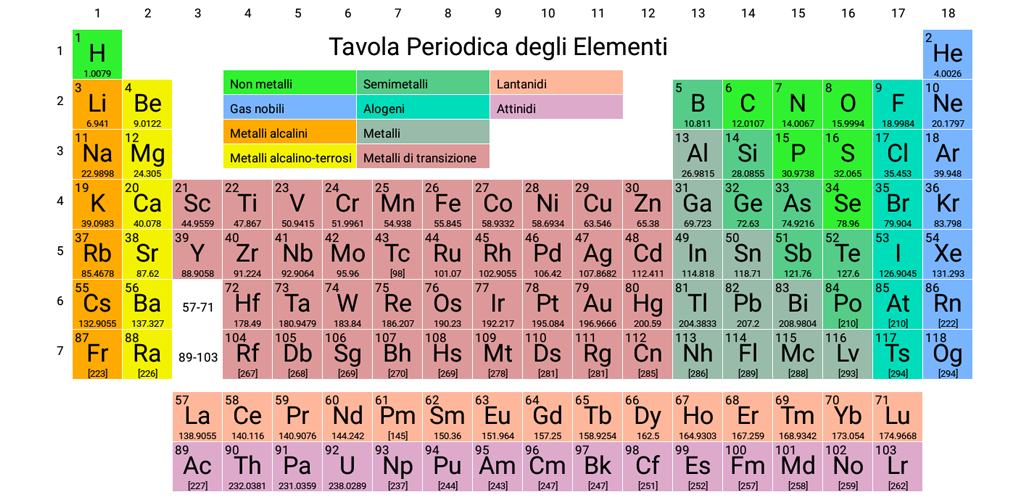 1 2 3 4 5 6 7 8 9 10 11 12 13 14 15 16 17 18
Tavola Periodica degli Elementi
Non metalli Semimetalli Lantanidi
Gas nobili Alogeni Attinidi
Metalli alcalini Metalli
Metalli alcalino-terrosi Metalli di transizione
1 1 2
H He
1.0079 4.0026
2 3 4 5 6 7 8 9 10
Li Be B C N O F Ne
6.941 9.0122 10.811 12.0107 14.0067 15.9994 18.9984 20.1797
3 11 12 13 14 15 16 17 18
Na Mg Al Si P S Cl Ar
22.9898 24.305 26.9815 28.0855 30.9738 32.065 35.453 39.948
4 19 20 21 22 23 24 25 26 27 28 29 30 31 32 33 34 35 36
K Ca Sc Ti V Cr Mn Fe Co Ni Cu Zn Ga Ge As Se Br Kr
39.0983 40.078 44.9559 47.867 50.9415 51.9961 54.938 55.845 58.9332 58.6934 63.546 65.38 69.723 72.63 74.9216 78.96 79.904 83.798
5 37 38 39 40 41 42 43 44 45 46 47 48 49 50 51 52 53 54
Rb Sr Y Zr Nb Mo Tc Ru Rh Pd Ag Cd In Sn Sb Te I Xe
85.4678 87.62 88.9058 91.224 92.9064 95.96 [98] 101.07 102.9055 106.42 107.8682 112.411 114.818 118.71 121.76 127.6 126.9045 131.293
6 55 56 72 73 74 75 76 77 78 79 80 81 82 83 84 85 86
Cs Ba 57-71 Hf Ta W Re Os Ir Pt Au Hg Tl Pb Bi Po At Rn
132.9055 137.327 178.49 180.9479 183.84 186.207 190.23 192.217 195.084 196.9666 200.59 204.3833 207.2 208.9804 [210] [210] [222]
7 87 88 104 105 106 107 108 109 110 111 112 113 114 115 116 117 118
Fr Ra 89-103 Rf Db Sg Bh Hs Mt Ds Rg Cn Nh Fl Mc Lv Ts Og
[223] [226] [267] [268] [269] [270] [269] [278] [281] [281] [285] [286] [289] [288] [293] [294] [294]
57 58 59 60 61 62 63 64 65 66 67 68 69 70 71
La Ce Pr Nd Pm Sm Eu Gd Tb Dy Ho Er Tm Yb Lu
138.9055 140.116 140.9076 144.242 [145] 150.36 151.964 157.25 158.9254 162.5 164.9303 167.259 168.9342 173.054 174.9668
89 90 91 92 93 94 95 96 97 98 99 100 101 102 103
Ac Th Pa U Np Pu Am Cm Bk Cf Es Fm Md No Lr
[227] 232.0381 231.0359 238.0289 [237] [244] [243] [247] [247] [251] [252] [257] [258] [259] [262]